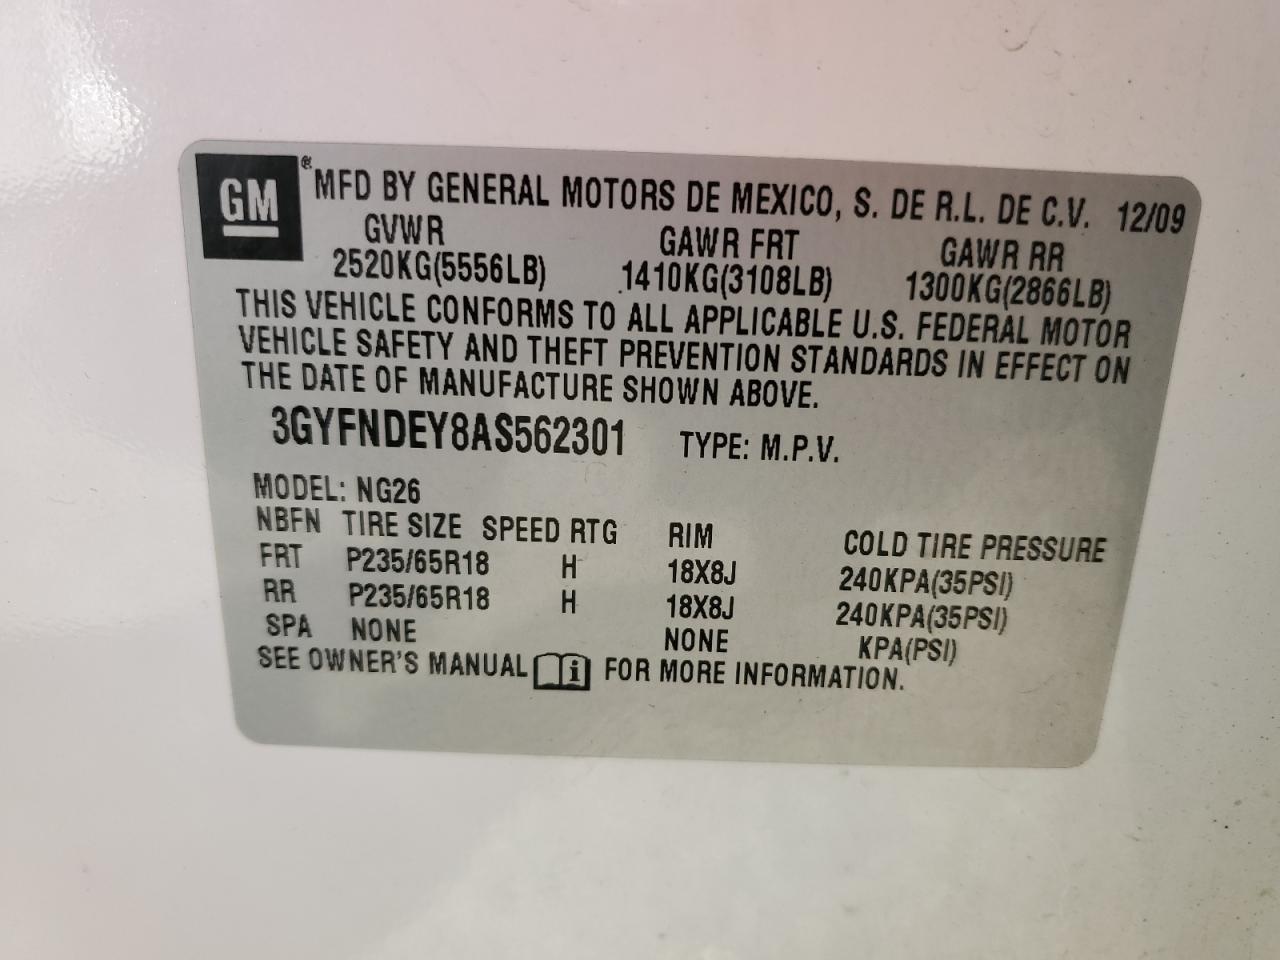 GM ® MFD BY GENERAL MOTORS DE MEXICO, S. DE R.L. DE C.V. 12/09
GVWR GAWR FRT GAWR RR
2520KG(5556LB) 1410KG(3108LB) 1300KG(2866LB)
THIS VEHICLE CONFORMS TO ALL APPLICABLE U.S. FEDERAL MOTOR
VEHICLE SAFETY AND THEFT PREVENTION STANDARDS IN EFFECT ON
THE DATE OF MANUFACTURE SHOWN ABOVE.
3GYFNDEY8AS562301 TYPE: M.P.V.
MODEL: NG26
NBFN TIRE SIZE SPEED RTG RIM COLD TIRE PRESSURE
FRT P235/65R18 H 18X8J 240KPA(35PSI)
RR P235/65R18 H 18X8J 240KPA(35PSI)
SPA NONE NONE KPA(PSI)
SEE OWNER'S MANUAL i FOR MORE INFORMATION.